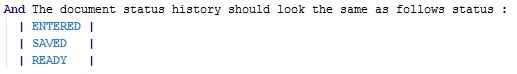 And The document status history should look the same as follows status :
| ENTERED |
| SAVED |
| READY |